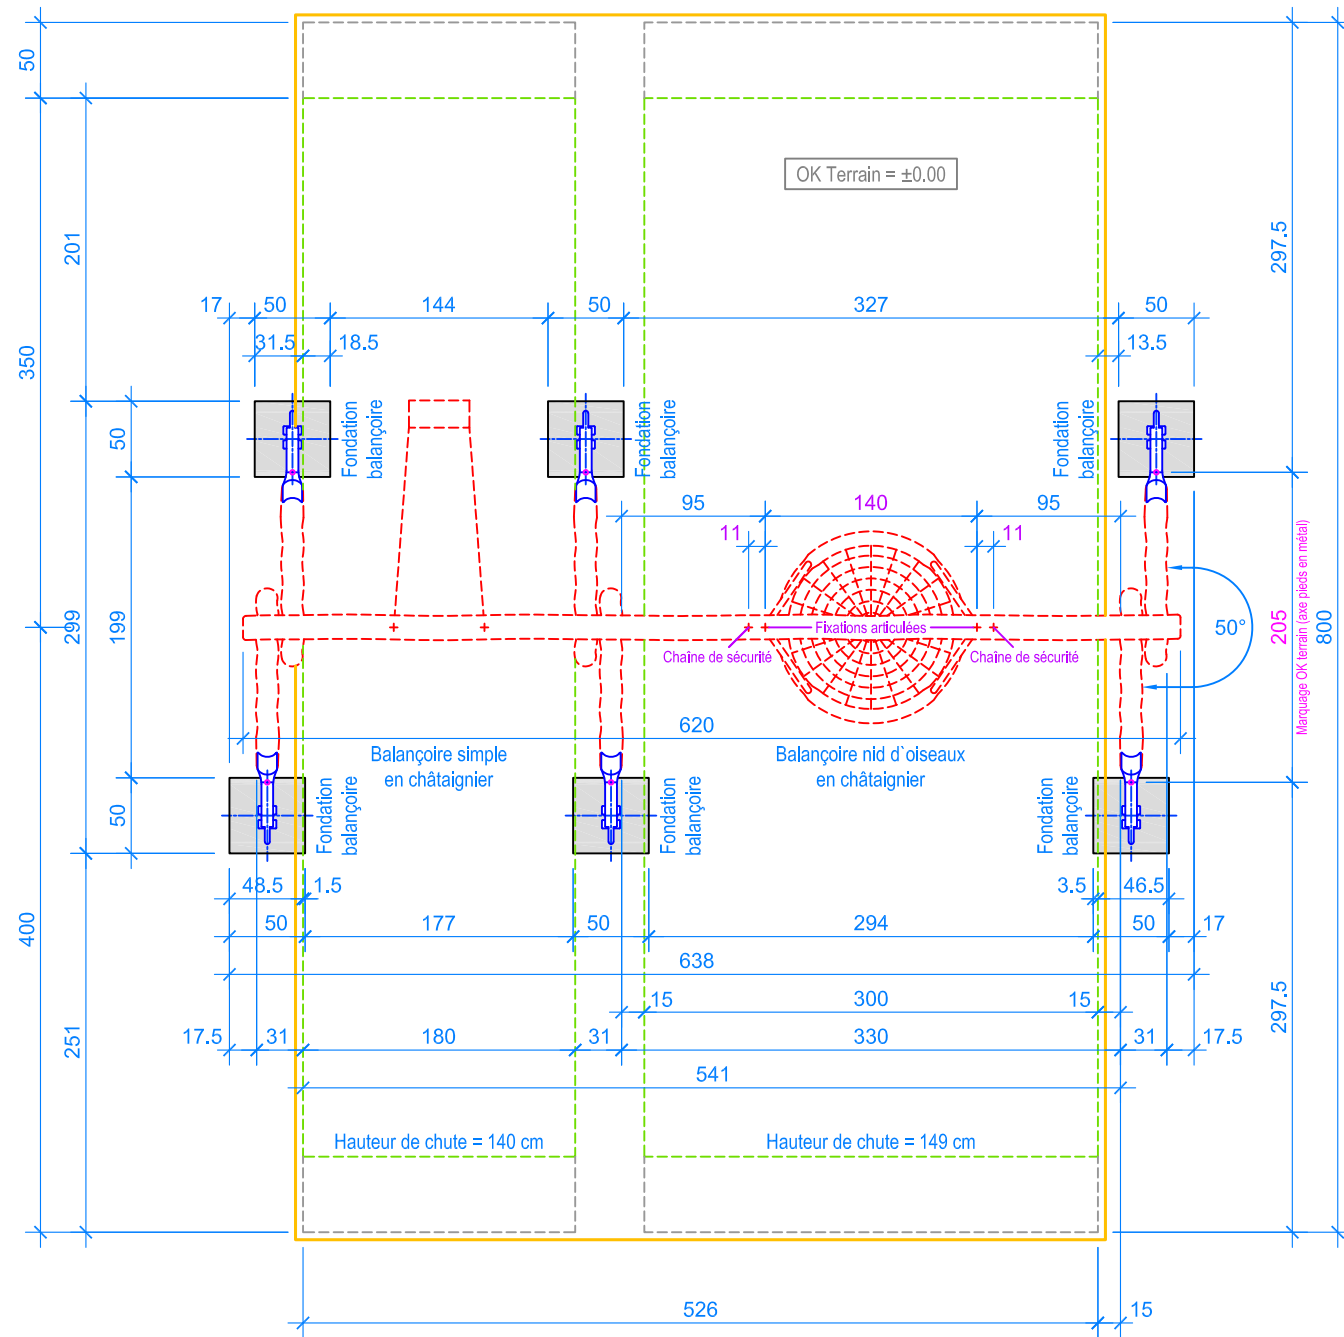 50
201
350
299
50
199
50
400
251
OK Terrain = ±0.00
17
50
144
50
327
50
31.5
18.5
13.5
297.5
Fondation
balançoire
Fondation
balançoire
Fondation
balançoire
95
140
95
11
11
Fixations articulées
Chaîne de sécurité
Chaîne de sécurité
50°
205
Marquage OK terrain (axe pieds en métal)
800
620
Balançoire simple
en châtaignier
Balançoire nid d`oiseaux
en châtaignier
Fondation
balançoire
Fondation
balançoire
Fondation
balançoire
48.5
1.5
3.5
46.5
50
177
50
294
50
17
638
15
300
15
297.5
17.5
31
180
31
330
31
17.5
541
Hauteur de chute = 140 cm
Hauteur de chute = 149 cm
526
15